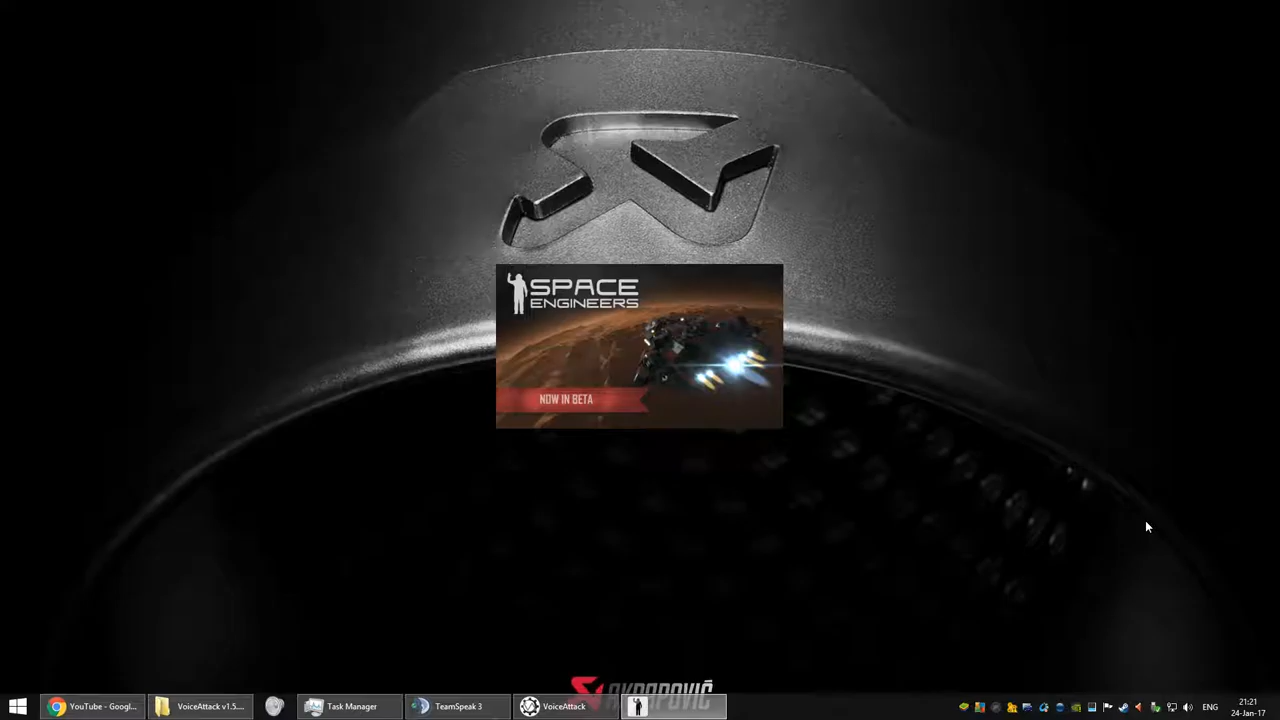 SPACE
ENGINEERS
NOW IN BETA
AKRAPOVIČ
YouTube - Googl...
VoiceAttack v1.5....
Task Manager
TeamSpeak 3
VoiceAttack
ENG
21:21
24-Jan-17